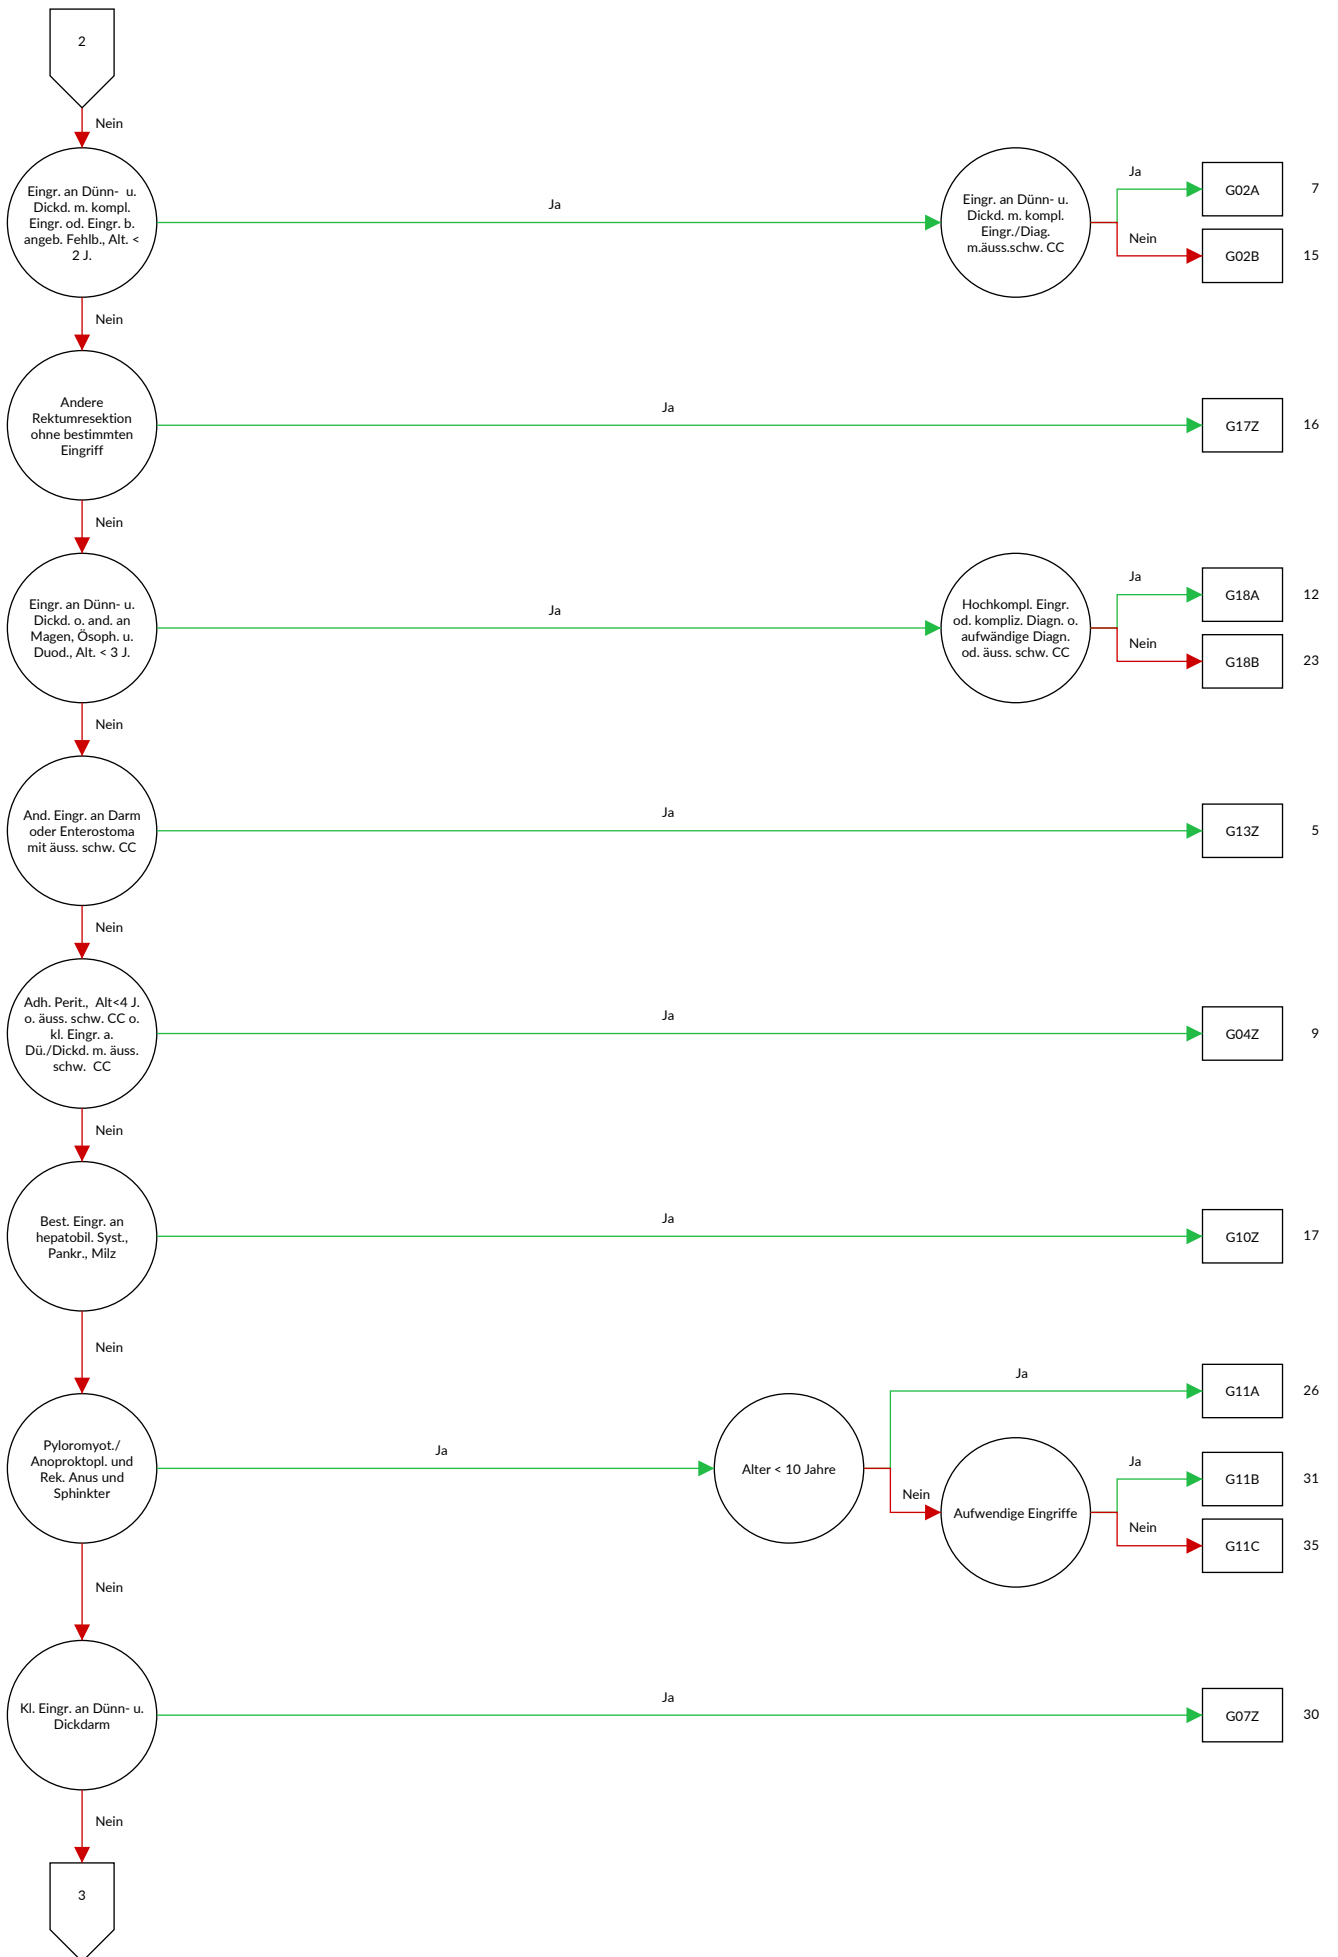 2
Nein
Eingr. an Dünn- u.
Dickd. m. kompl.
Eingr. od. Eingr. b.
angeb. Fehlb., Alt. <
2 J.
Ja
Eingr. an Dünn- u.
Dickd. m. kompl.
Eingr./Diag.
m.äuss.schw. CC
Ja
G02A
7
Nein
G02B
15
Nein
Andere
Rektumresektion
ohne bestimmten
Eingriff
Ja
G17Z
16
Nein
Eingr. an Dünn- u.
Dickd. o. and. an
Magen, Ösoph. u.
Duod., Alt. < 3 J.
Ja
Hochkompl. Eingr.
od. kompliz. Diagn. o.
aufwändige Diagn.
od. äuss. schw. CC
Ja
G18A
12
Nein
G18B
23
Nein
And. Eingr. an Darm
oder Enterostoma
mit äuss. schw. CC
Ja
G13Z
5
Nein
Adh. Perit., Alt<4 J.
o. äuss. schw. CC o.
kl. Eingr. a.
Dü./Dickd. m. äuss.
schw. CC
Ja
G04Z
9
Nein
Best. Eingr. an
hepatobil. Syst.,
Pankr., Milz
Ja
G10Z
17
Nein
Pyloromyot./
Anoproktopl. und
Rek. Anus und
Sphinkter
Ja
Alter < 10 Jahre
Ja
G11A
26
Nein
Aufwendige Eingriffe
Ja
G11B
31
Nein
G11C
35
Nein
Kl. Eingr. an Dünn- u.
Dickdarm
Ja
G07Z
30
Nein
3